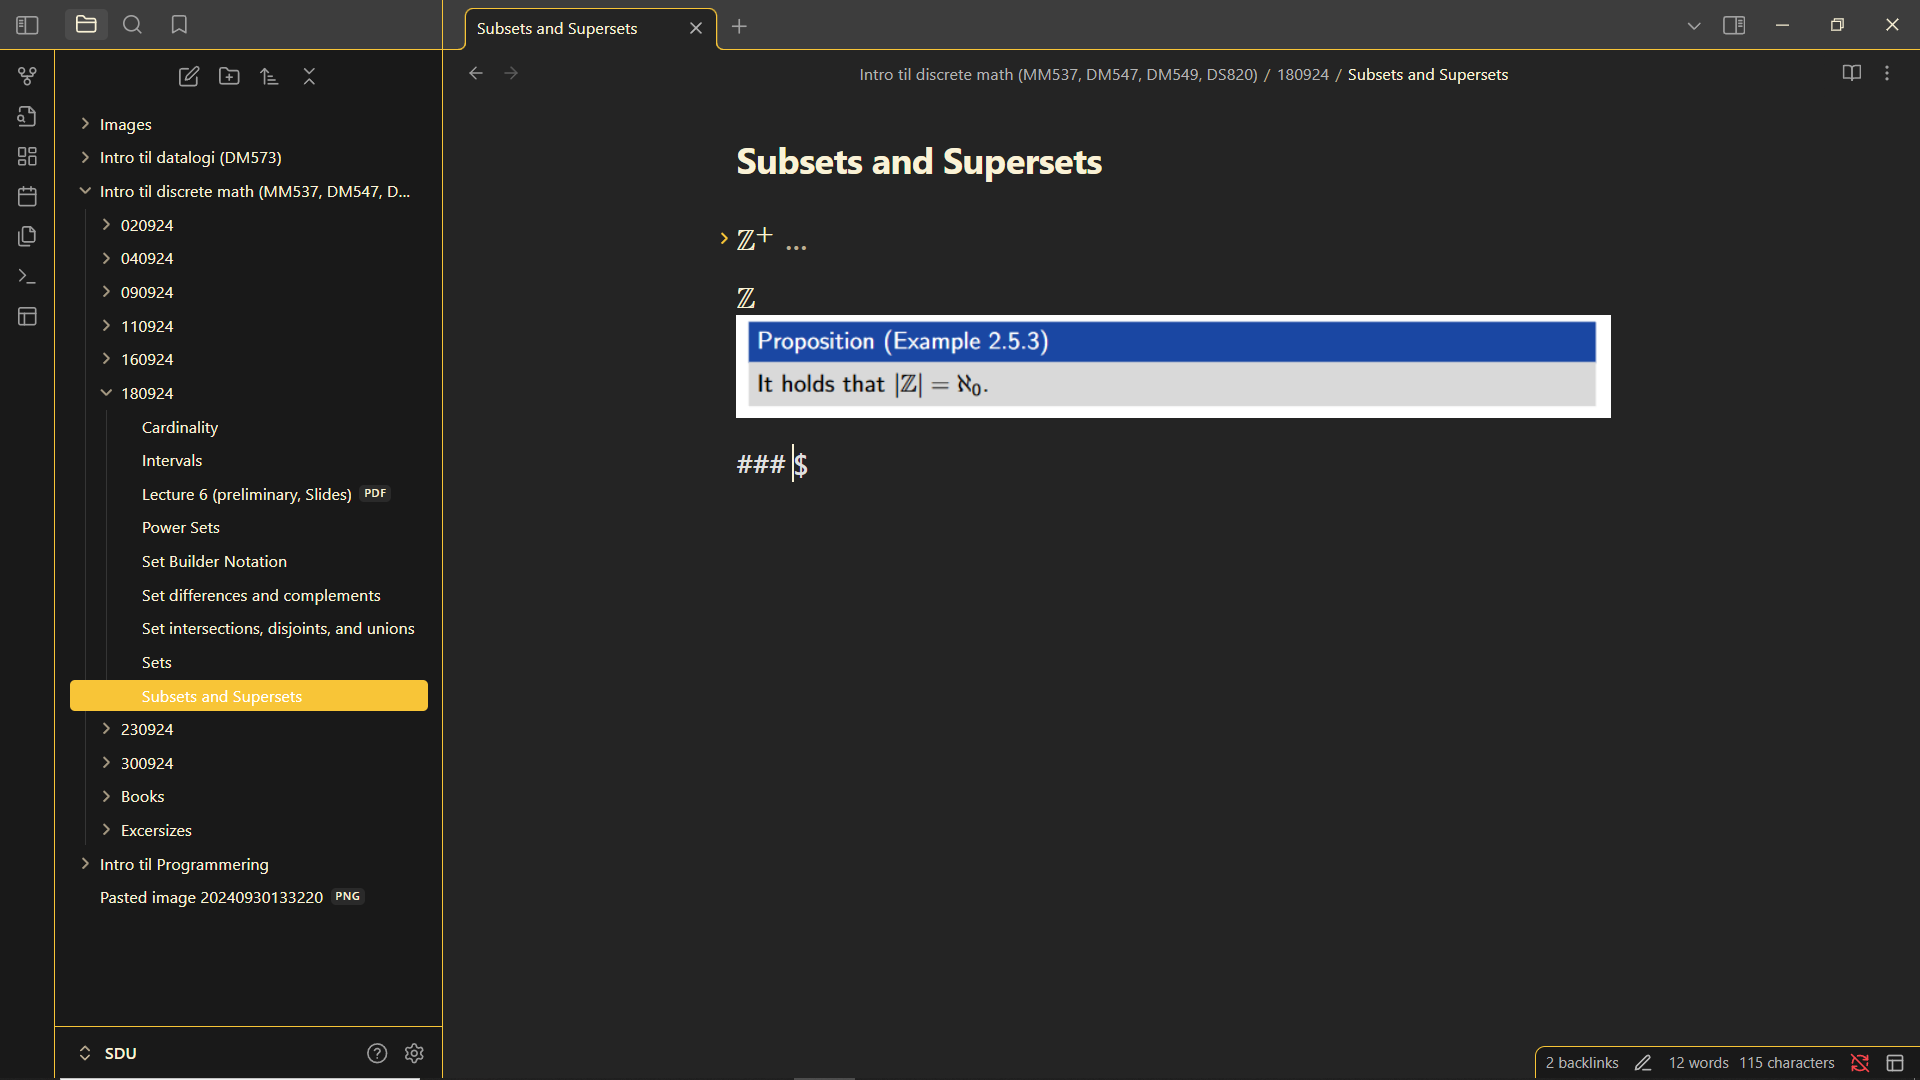 Subsets and Supersets
Intro til discrete math (MM537, DM547, DM549, DS820) / 180924 / Subsets and Supersets
Images
Intro til datalogi (DM573)
Intro til discrete math (MM537, DM547, D...
020924
040924
090924
110924
160924
180924
Cardinality
Intervals
Lecture 6 (preliminary, Slides) PDF
Power Sets
Set Builder Notation
Set differences and complements
Set intersections, disjoints, and unions
Sets
Subsets and Supersets
230924
300924
Books
Excersizes
Intro til Programmering
Pasted image 20240930133220 PNG
SDU
Subsets and Supersets
ℤ⁺ ...
ℤ
Proposition (Example 2.5.3)
It holds that |ℤ| = ℵ₀.
### $
2 backlinks 12 words 115 characters